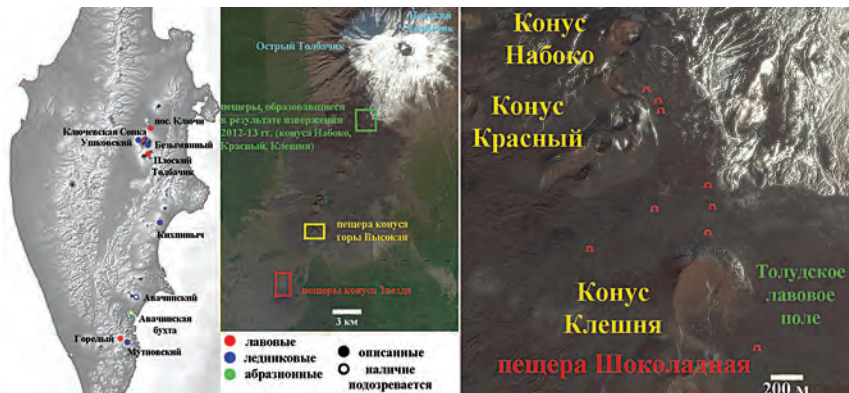 пос. Ключи
Ключевская Сопка
Ушковский
Безымянный
Плоский
Толбачик
Кихпиныч
Авачинский
Авачинская
бухта
Горелый
Мутновский
Острый Толбачик
пещеры, образовавшиеся
в результате извержения
2012-13 гг. (конуса Набоко,
Красный, Клешня)
пещера конуса
горы Высокая
пещеры конуса Звезда
3 км
лавовые
ледниковые
абразионные
описанные
наличие
подозревается
Конус
Набоко
Конус
Красный
Конус
Клешня
Толудское
лавовое
поле
пещера Шоколадная
200 м